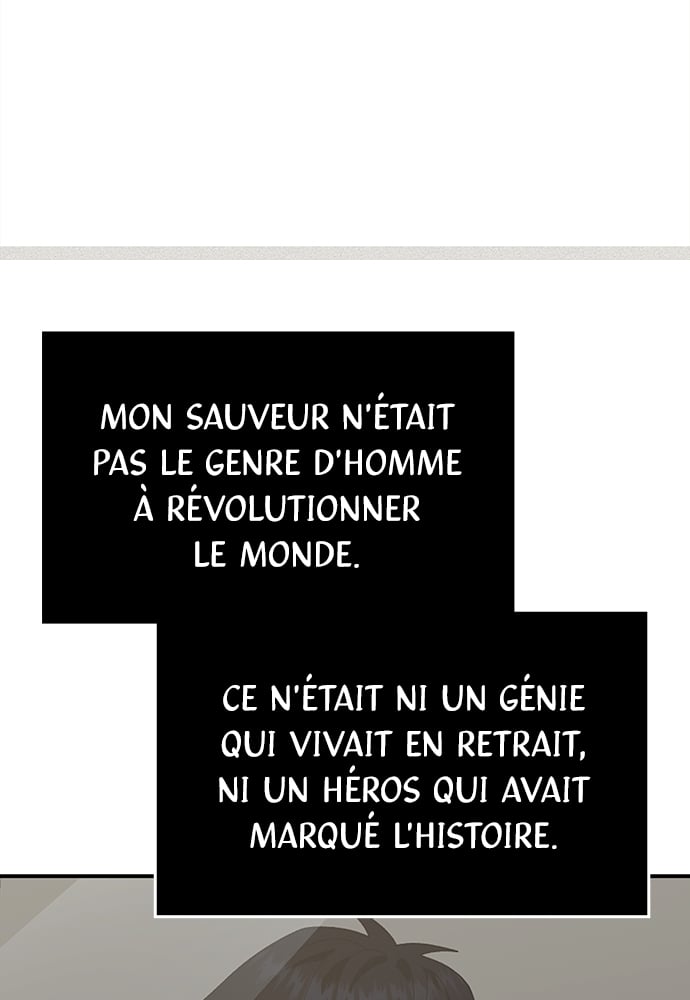 MON SAUVEUR N'ÉTAIT
PAS LE GENRE D'HOMME
À RÉVOLUTIONNER
LE MONDE.
CE N'ÉTAIT NI UN GÉNIE
QUI VIVAIT EN RETRAIT,
NI UN HÉROS QUI AVAIT
MARQUÉ L'HISTOIRE.